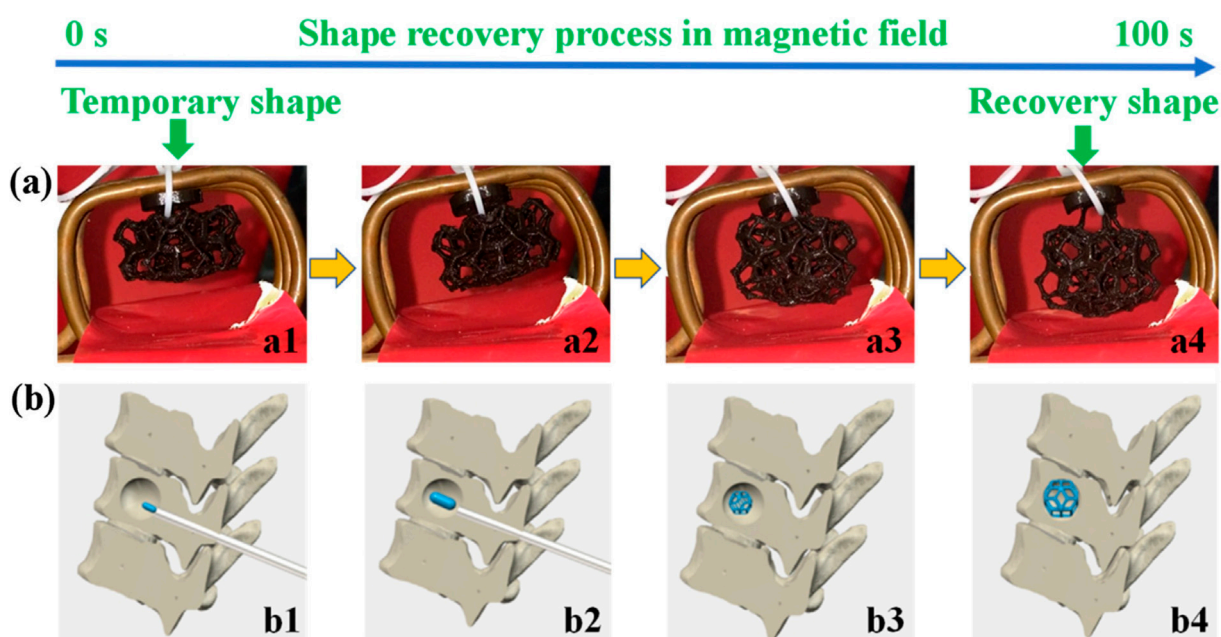 0 s Shape recovery process in magnetic field 100 s
Temporary shape Recovery shape
(a)
a1 a2 a3 a4
(b)
b1 b2 b3 b4